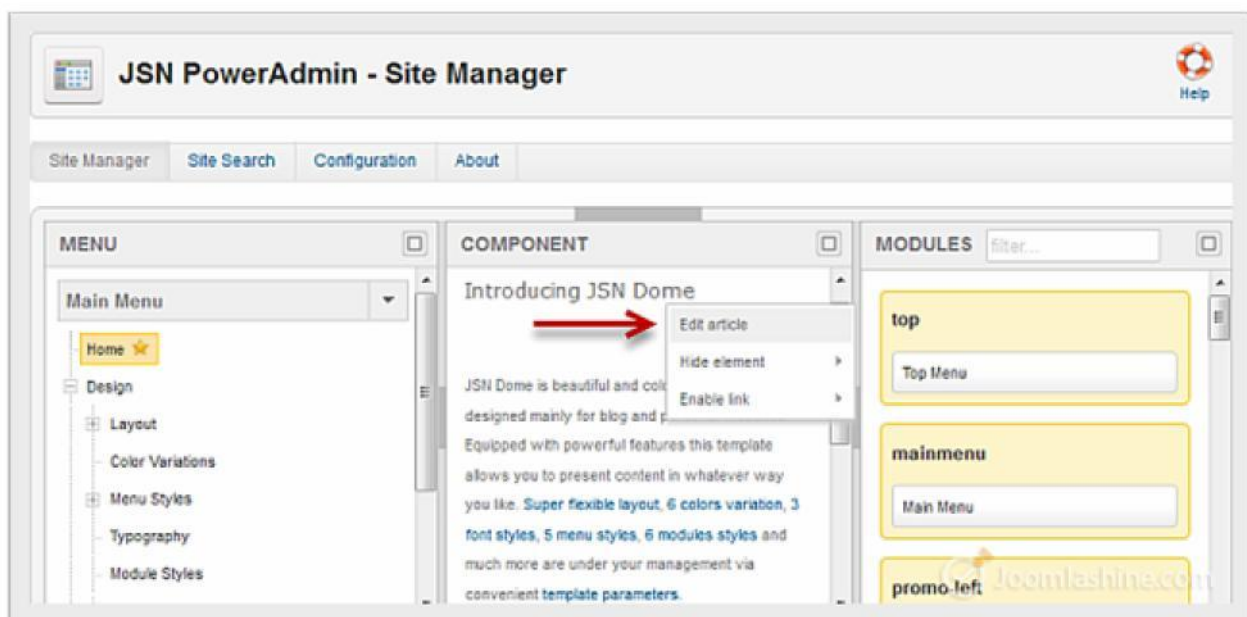 JSN PowerAdmin - Site Manager
Help
Site Manager
Site Search
Configuration
About
MENU
Main Menu
Home
Design
Layout
Color Variations
Menu Styles
Typography
Module Styles
COMPONENT
Introducing JSN Dome
Edit article
Hide element
Enable link
JSN Dome is beautiful and
designed mainly for blog and
Equipped with powerful features this template
allows you to present content in whatever way
you like. Super flexible layout, 6 colors variation, 3
font styles, 5 menu styles, 6 modules styles and
much more are under your management via
convenient template parameters.
MODULES
filter...
top
Top Menu
mainmenu
Main Menu
promo-left
Joomlashine.com